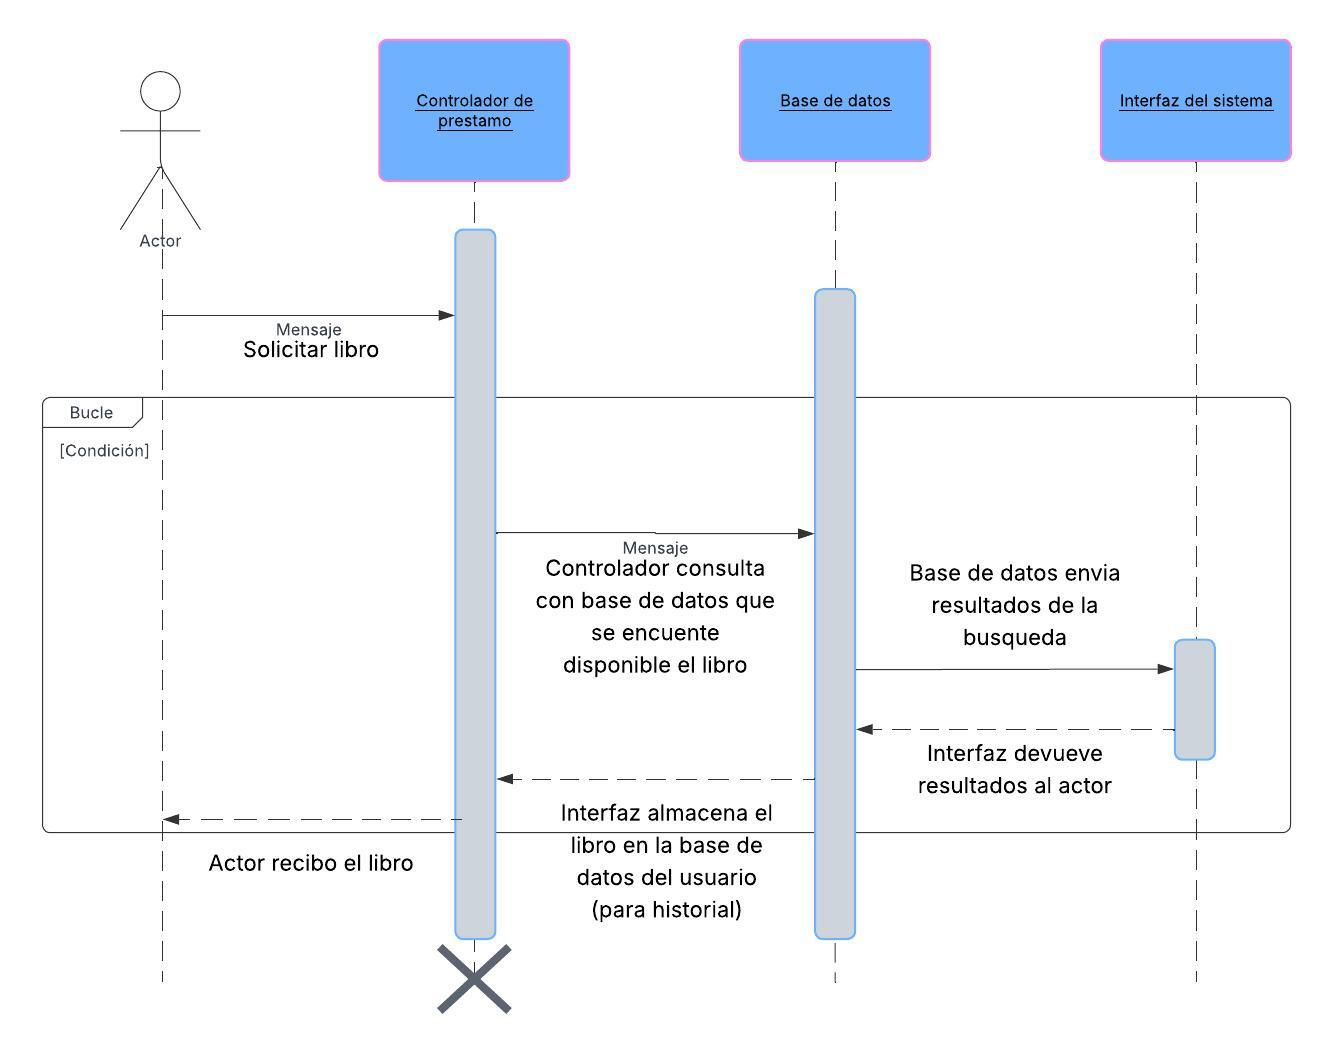 Controlador de
prestamo
Base de datos
Interfaz del sistema
Actor
Mensaje
Solicitar libro
Bucle
[Condición]
Mensaje
Controlador consulta
con base de datos que
se encuente
disponible el libro
Base de datos envia
resultados de la
busqueda
Interfaz devueve
resultados al actor
Interfaz almacena el
libro en la base de
datos del usuario
(para historial)
Actor recibo el libro